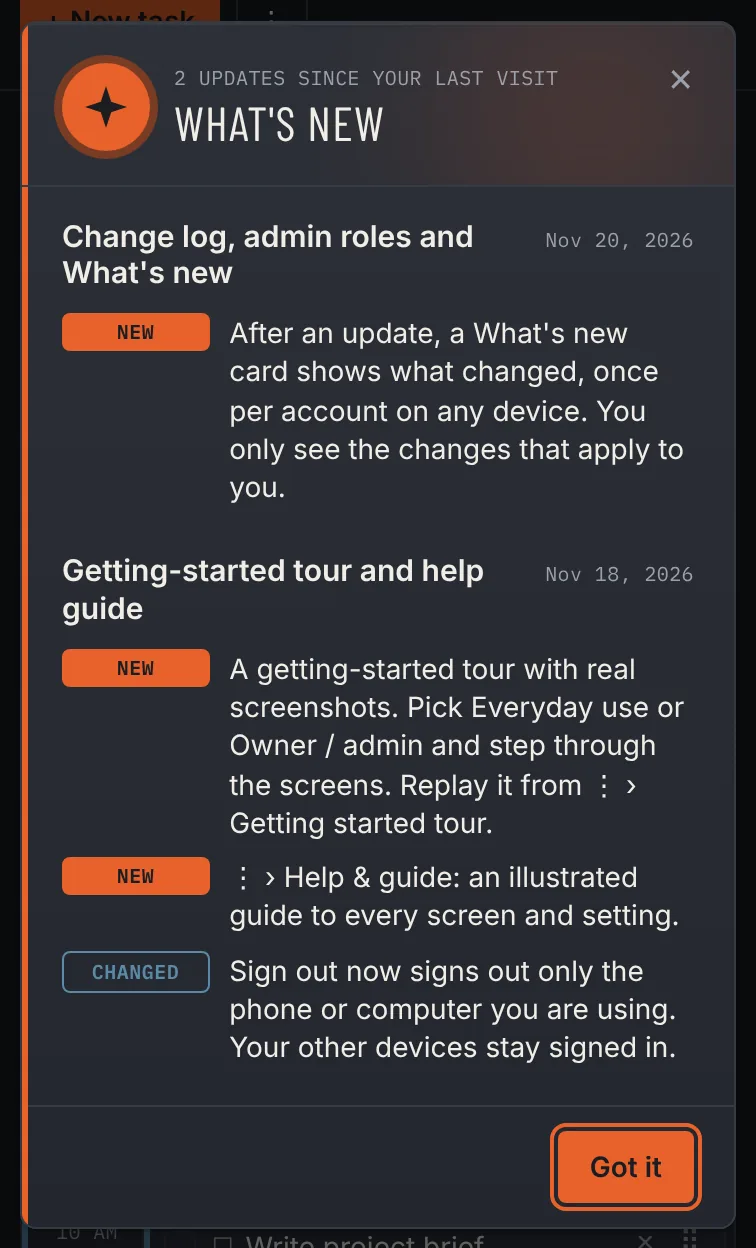 + New task
⋮
2 UPDATES SINCE YOUR LAST VISIT
WHAT'S NEW
✕
Change log, admin roles and
What's new
Nov 20, 2026
NEW
After an update, a What's new
card shows what changed, once
per account on any device. You
only see the changes that apply to
you.
Getting-started tour and help
guide
Nov 18, 2026
NEW
A getting-started tour with real
screenshots. Pick Everyday use or
Owner / admin and step through
the screens. Replay it from ⋮ ›
Getting started tour.
NEW
⋮ › Help & guide: an illustrated
guide to every screen and setting.
CHANGED
Sign out now signs out only the
phone or computer you are using.
Your other devices stay signed in.
Got it
10 AM
Write project brief